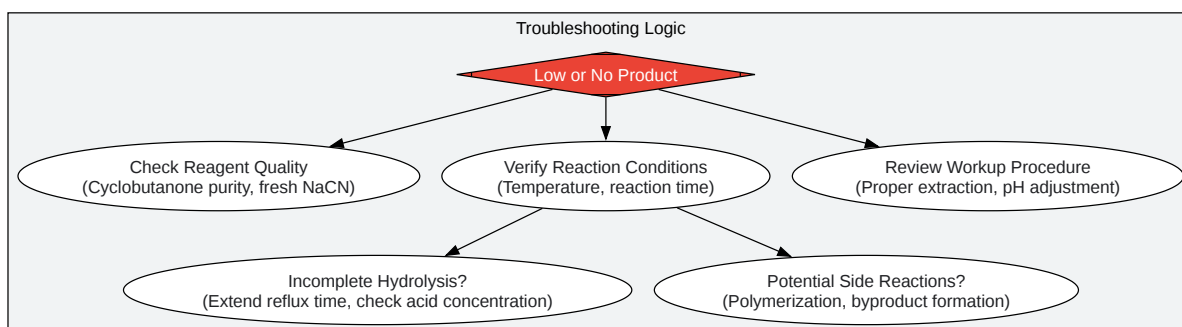 Troubleshooting Logic
Low or No Product
Check Reagent Quality
(Cyclobutanone purity, fresh NaCN)
Verify Reaction Conditions
(Temperature, reaction time)
Review Workup Procedure
(Proper extraction, pH adjustment)
Incomplete Hydrolysis?
(Extend reflux time, check acid concentration)
Potential Side Reactions?
(Polymerization, byproduct formation)